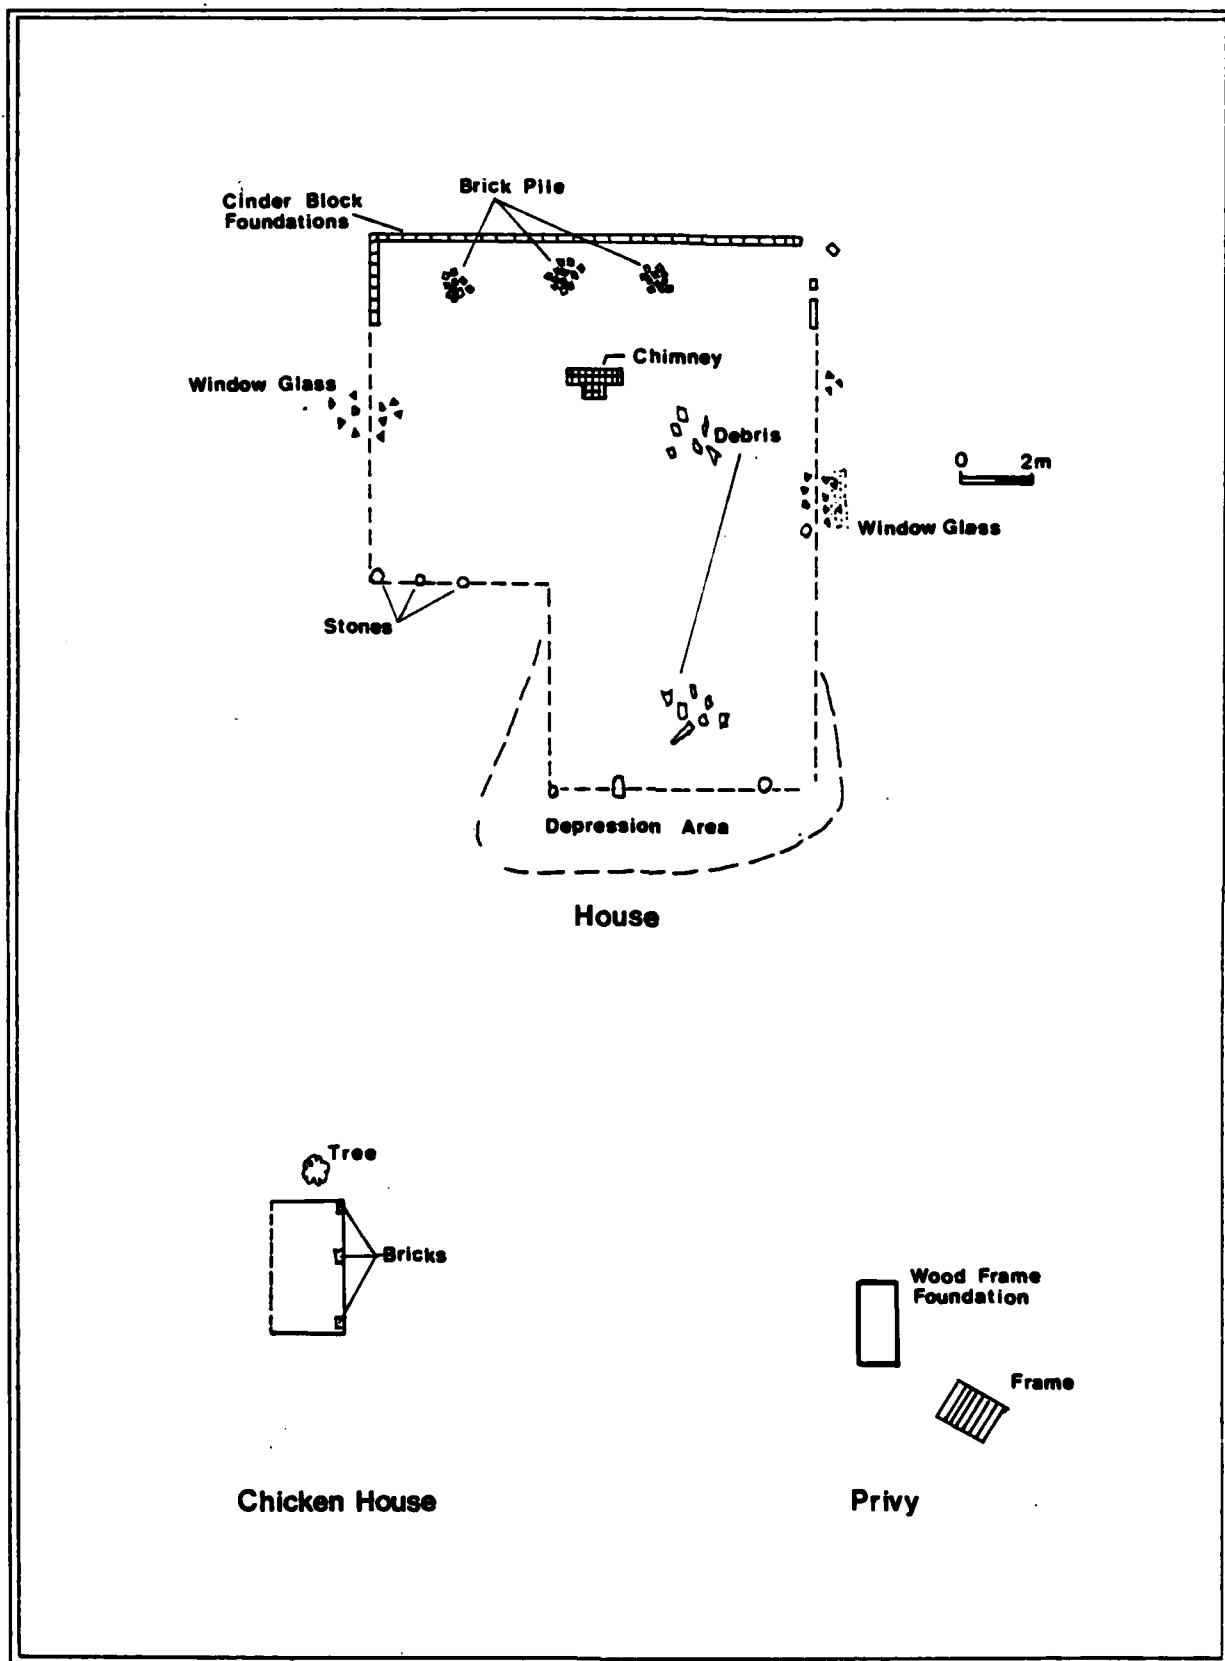 Brick Pile
Cinder Block
Foundations
Chimney
Window Glass
Debris
0 2m
Window Glass
Stones
Depression Area
House
Tree
Bricks
Wood Frame
Foundation
Frame
Chicken House
Privy